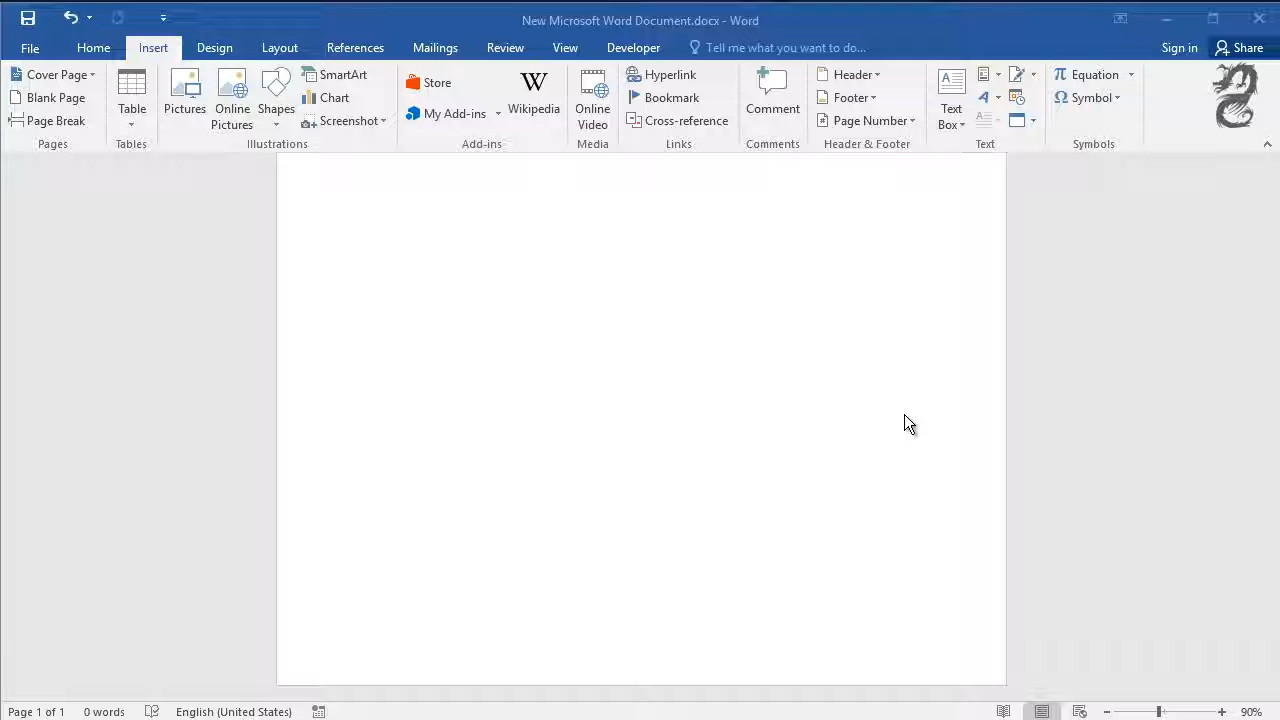 New Microsoft Word Document.docx - Word
File Home Insert Design Layout References Mailings Review View Developer Tell me what you want to do... Sign in Share
Cover Page
Blank Page
Page Break
Pages
Table
Tables
Pictures
Online
Pictures
Shapes
SmartArt
Chart
Screenshot
Illustrations
Store
My Add-ins
W
Wikipedia
Add-ins
Online
Video
Media
Hyperlink
Bookmark
Cross-reference
Links
Comment
Comments
Header
Footer
Page Number
Header & Footer
Text
Box
Text
Equation
Symbol
Symbols
Page 1 of 1 0 words English (United States) 90%